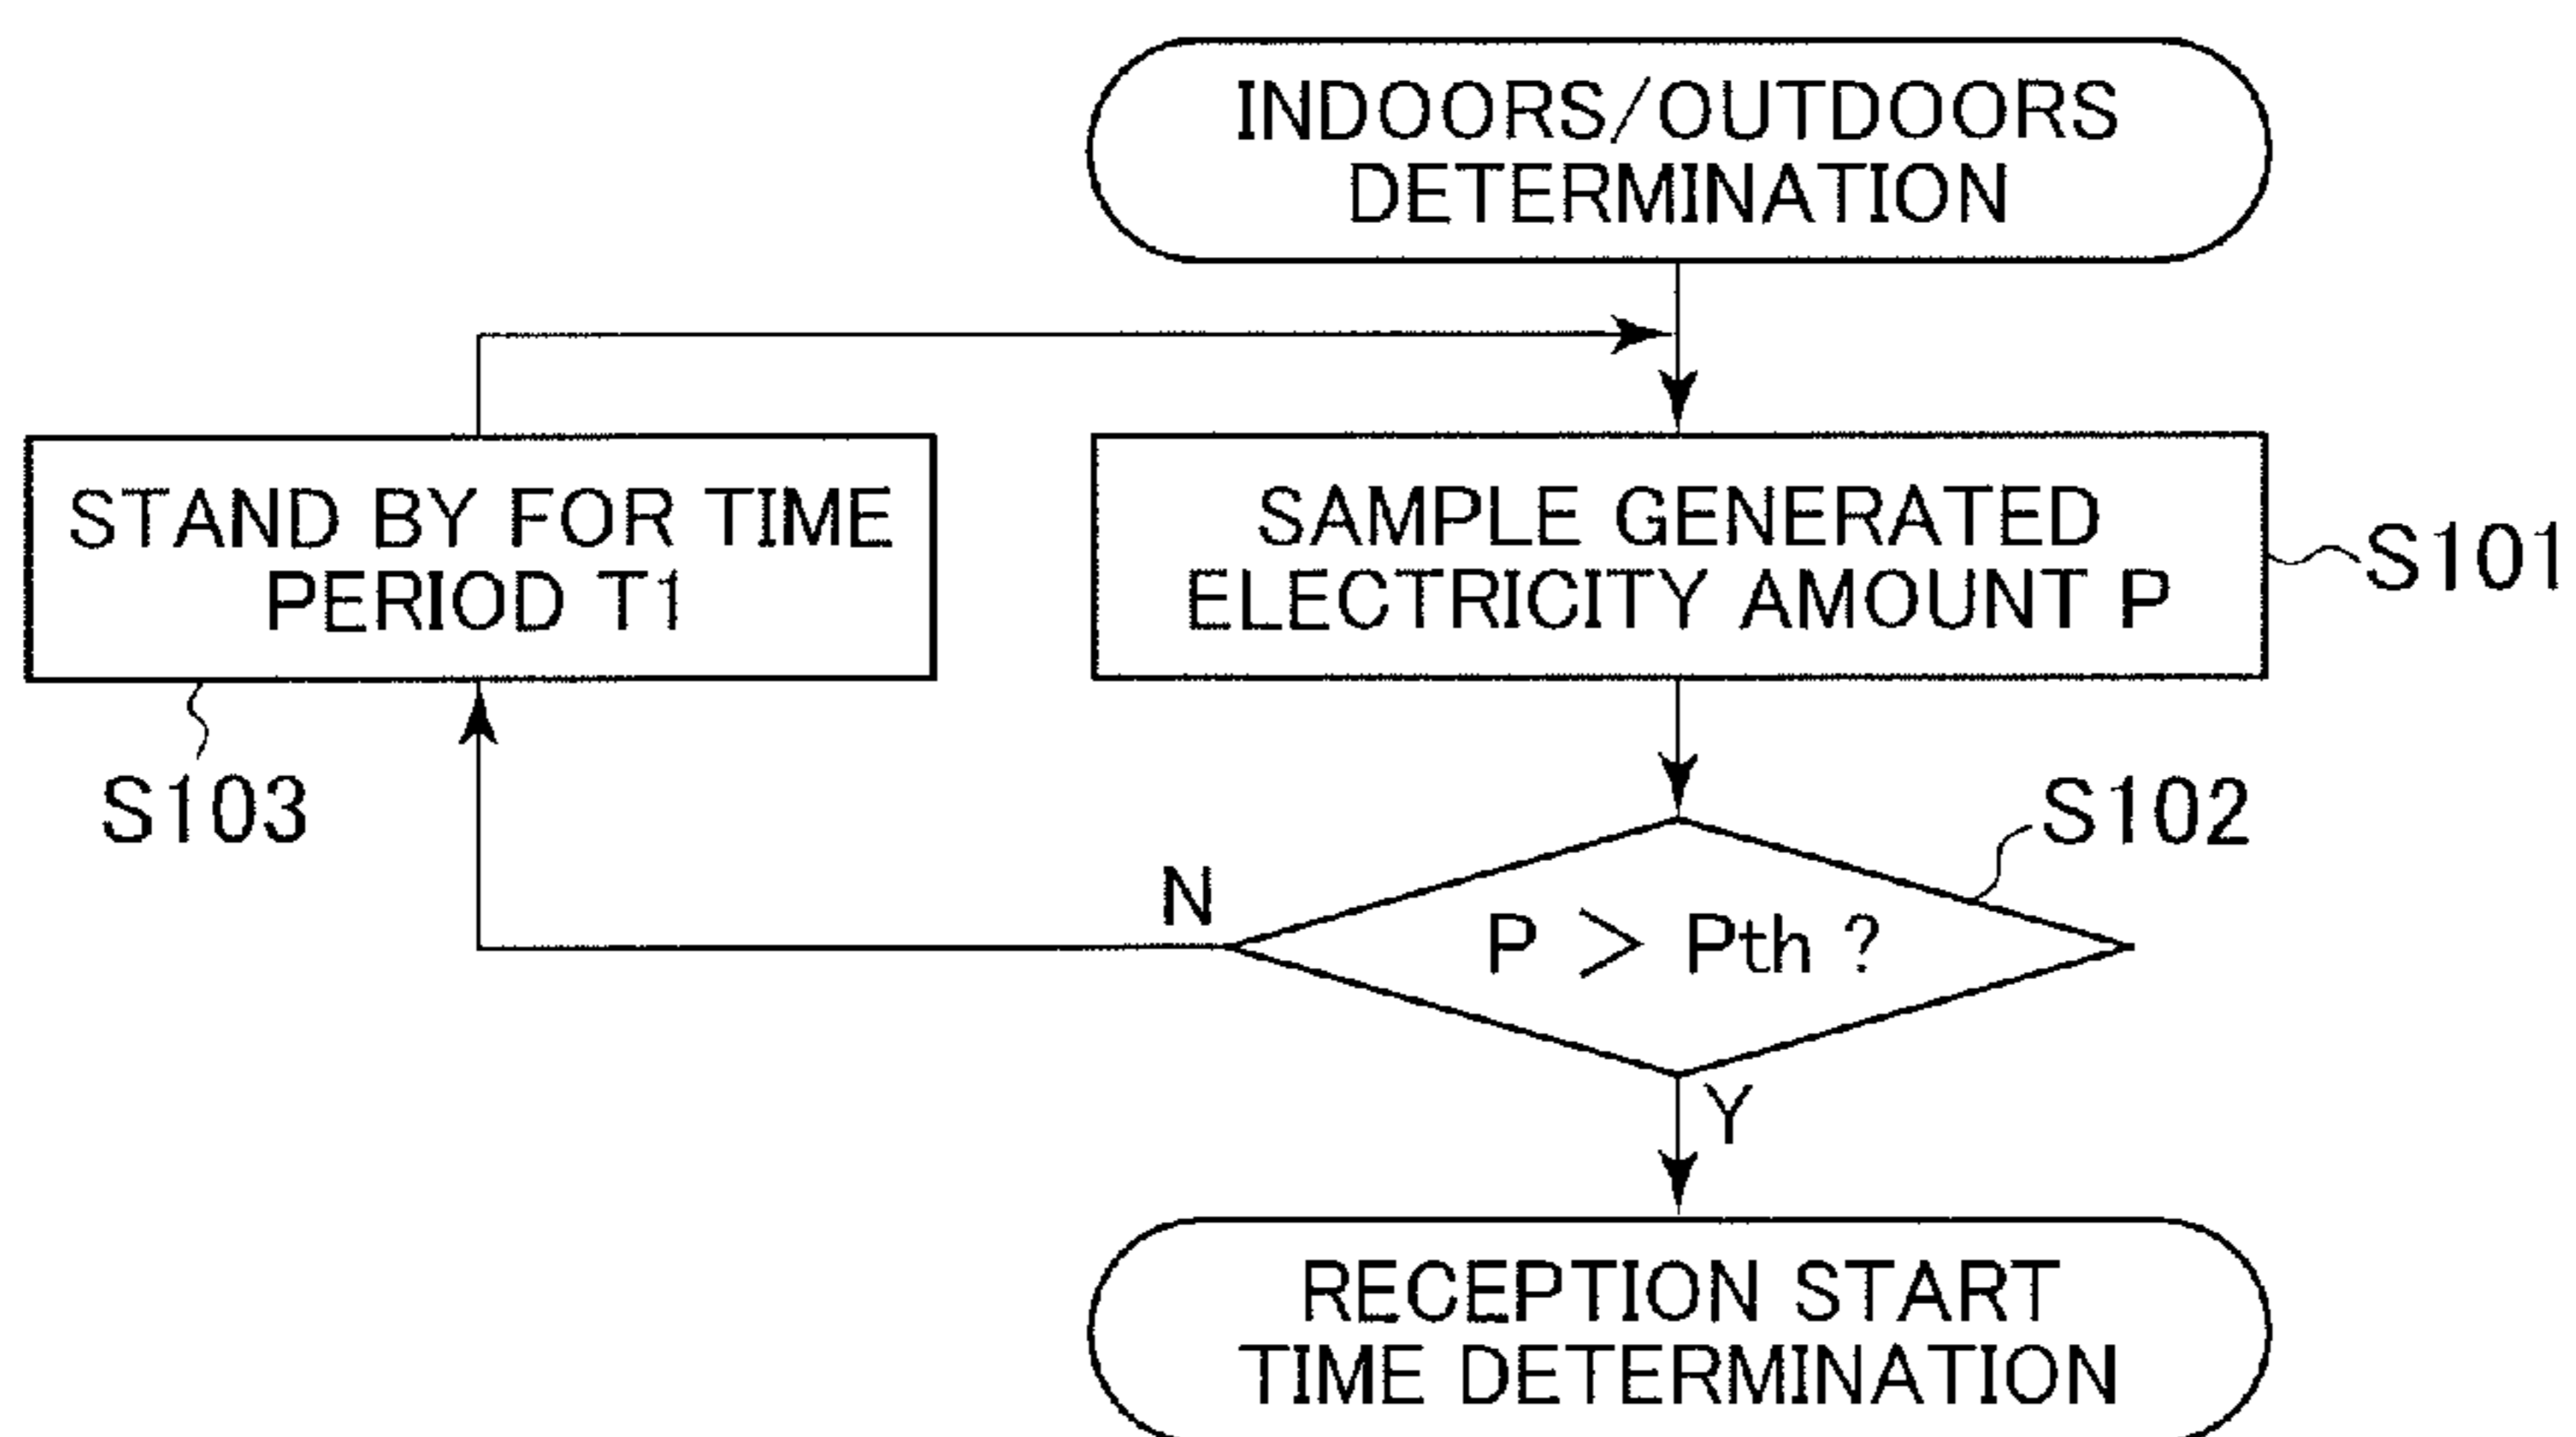 INDOORS/OUTDOORS
DETERMINATION
STAND BY FOR TIME
PERIOD T1
S103
SAMPLE GENERATED
ELECTRICITY AMOUNT P
S101
S102
N
P > Pth ?
Y
RECEPTION START
TIME DETERMINATION